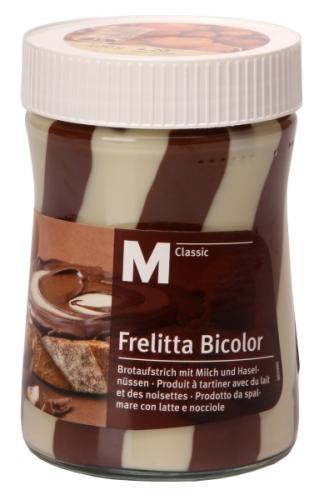 M
Classic
Frelitta Bicolor
Brotaufstrich mit Milch und Hasel-
nüssen · Produit à tartiner avec du lait
et des noisettes · Prodotto da spal-
mare con latte e nocciole